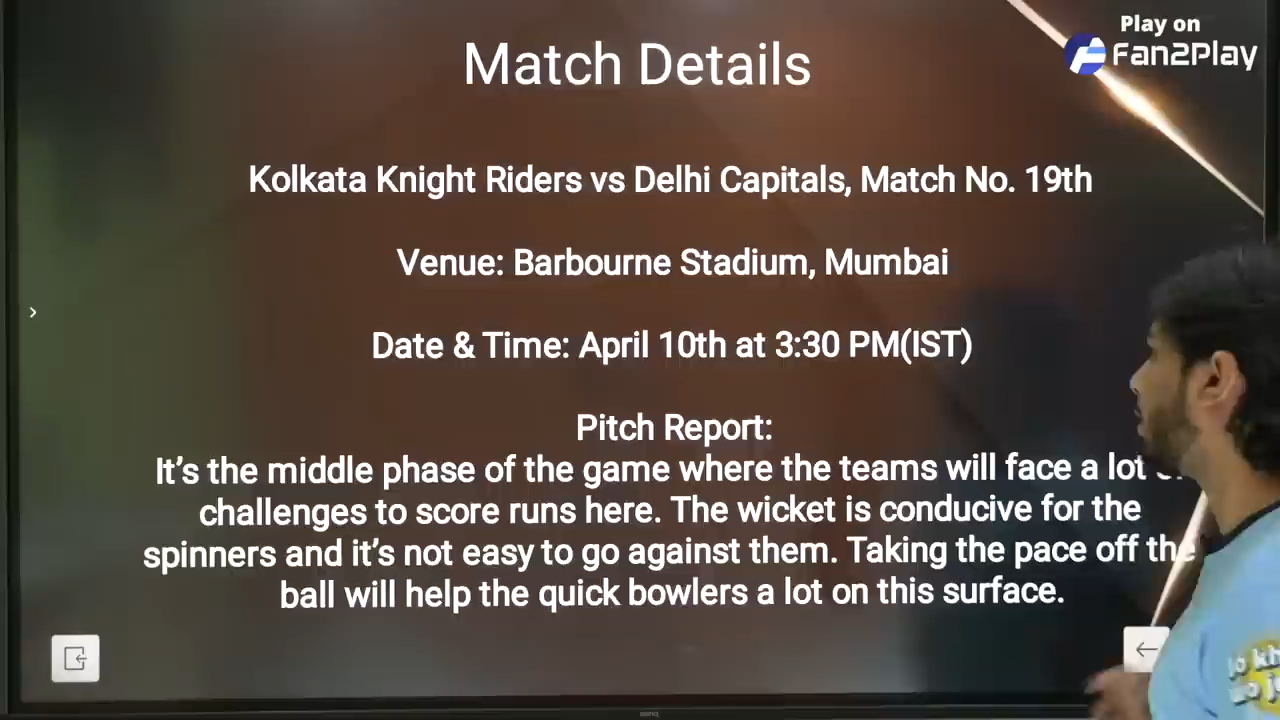 Play on
Fan2Play
Match Details
Kolkata Knight Riders vs Delhi Capitals, Match No. 19th
Venue: Barbourne Stadium, Mumbai
Date & Time: April 10th at 3:30 PM(IST)
Pitch Report:
It's the middle phase of the game where the teams will face a lot
challenges to score runs here. The wicket is conducive for the
spinners and it's not easy to go against them. Taking the pace off the
ball will help the quick bowlers a lot on this surface.
BenQ